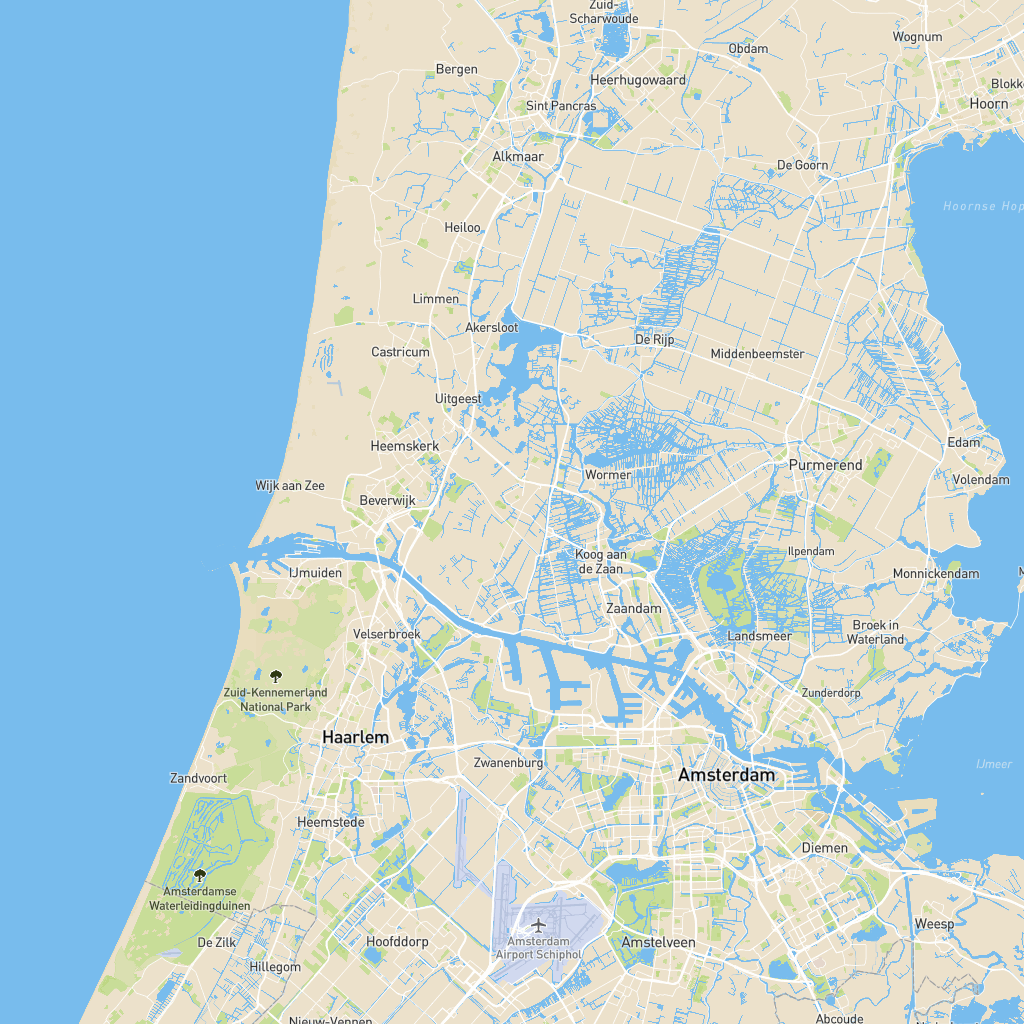 Zuid-
Scharwoude
Wognum
Obdam
Bergen
Heerhugowaard
Blokke
Sint Pancras
Hoorn
Alkmaar
De Goorn
Hoornse Hop
Heiloo
Limmen
Akersloot
De Rijp
Castricum
Middenbeemster
Uitgeest
Heemskerk
Edam
Purmerend
Wormer
Volendam
Wijk aan Zee
Beverwijk
Koog aan
de Zaan
Ilpendam
IJmuiden
Monnickendam
M
Zaandam
Velserbroek
Landsmeer
Broek in
Waterland
Zuid-Kennemerland
National Park
Zunderdorp
Haarlem
Zwanenburg
IJmeer
Zandvoort
Amsterdam
Heemstede
Diemen
Amsterdamse
Waterleidingduinen
Weesp
De Zilk
Hoofddorp
Amsterdam
Airport Schiphol
Amstelveen
Hillegom
Nieuw-Vennep
Abcoude